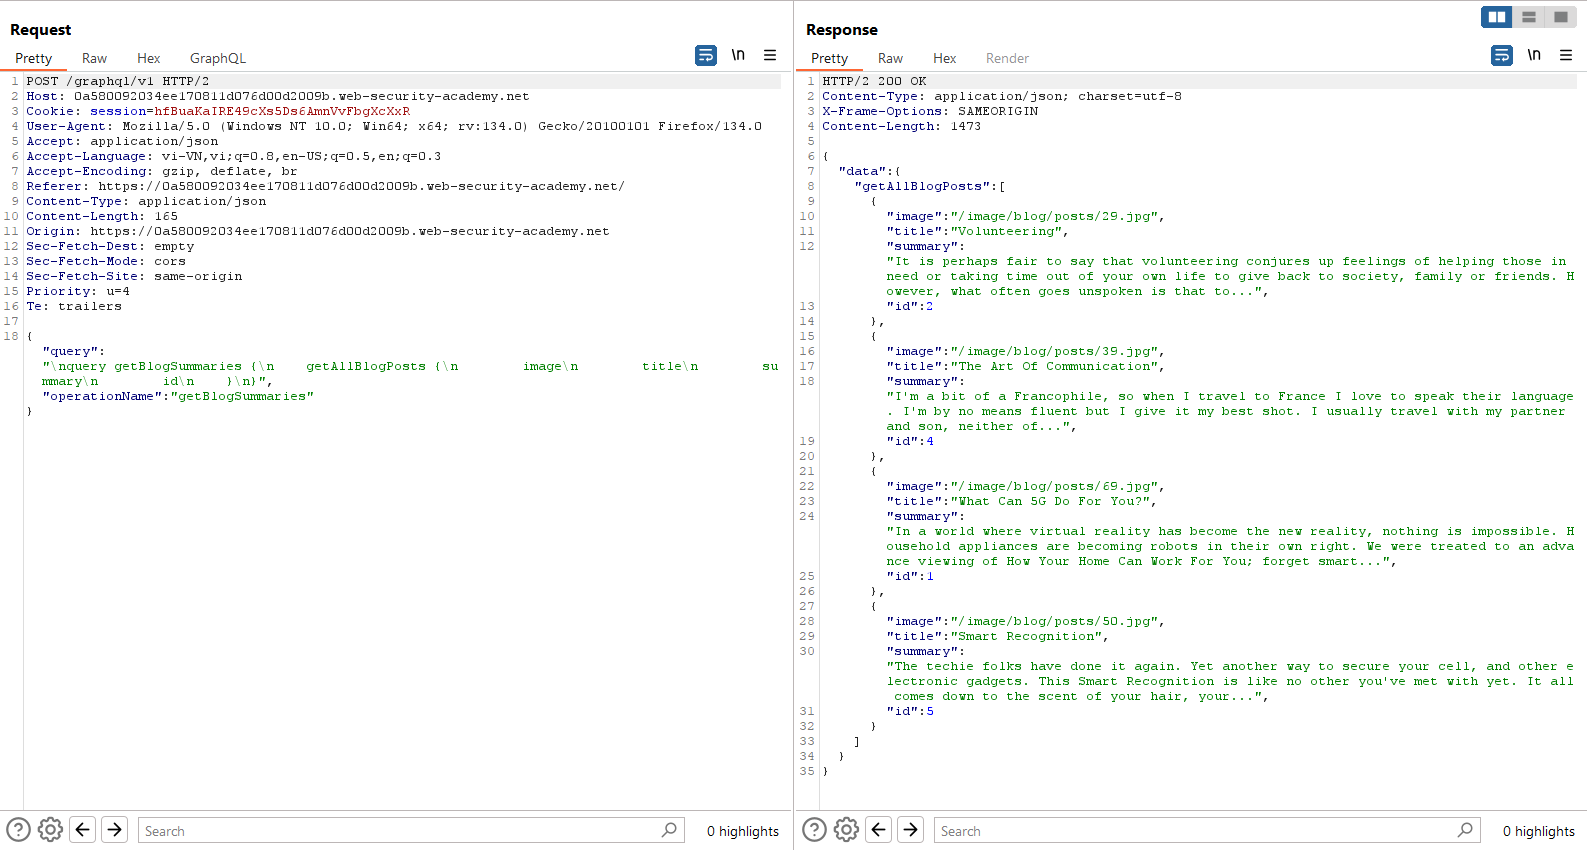 Request
Pretty Raw Hex GraphQL \n
1 POST /graphql/v1 HTTP/2
2 Host: 0a580092034ee170811d076d00d2009b.web-security-academy.net
3 Cookie: session=hfBuaKaIRE49cXs5Ds6AmnVvFbgXcXxR
4 User-Agent: Mozilla/5.0 (Windows NT 10.0; Win64; x64; rv:134.0) Gecko/20100101 Firefox/134.0
5 Accept: application/json
6 Accept-Language: vi-VN,vi;q=0.8,en-US;q=0.5,en;q=0.3
7 Accept-Encoding: gzip, deflate, br
8 Referer: https://0a580092034ee170811d076d00d2009b.web-security-academy.net/
9 Content-Type: application/json
10 Content-Length: 165
11 Origin: https://0a580092034ee170811d076d00d2009b.web-security-academy.net
12 Sec-Fetch-Dest: empty
13 Sec-Fetch-Mode: cors
14 Sec-Fetch-Site: same-origin
15 Priority: u=4
16 Te: trailers
17
18 {
"query":
"\nquery getBlogSummaries {\n    getAllBlogPosts {\n        image\n        title\n        su
mmary\n        id\n    }\n}",
"operationName":"getBlogSummaries"
}
Search
0 highlights
Response
Pretty Raw Hex Render \n
1 HTTP/2 200 OK
2 Content-Type: application/json; charset=utf-8
3 X-Frame-Options: SAMEORIGIN
4 Content-Length: 1473
5
6 {
7 "data":{
8 "getAllBlogPosts":[
9 {
10 "image":"/image/blog/posts/29.jpg",
11 "title":"Volunteering",
12 "summary":
"It is perhaps fair to say that volunteering conjures up feelings of helping those in
need or taking time out of your own life to give back to society, family or friends. H
owever, what often goes unspoken is that to...",
13 "id":2
14 },
15 {
16 "image":"/image/blog/posts/39.jpg",
17 "title":"The Art Of Communication",
18 "summary":
"I'm a bit of a Francophile, so when I travel to France I love to speak their language
. I'm by no means fluent but I give it my best shot. I usually travel with my partner
and son, neither of...",
19 "id":4
20 },
21 {
22 "image":"/image/blog/posts/69.jpg",
23 "title":"What Can 5G Do For You?",
24 "summary":
"In a world where virtual reality has become the new reality, nothing is impossible. H
ousehold appliances are becoming robots in their own right. We were treated to an adva
nce viewing of How Your Home Can Work For You; forget smart...",
25 "id":1
26 },
27 {
28 "image":"/image/blog/posts/50.jpg",
29 "title":"Smart Recognition",
30 "summary":
"The techie folks have done it again. Yet another way to secure your cell, and other e
lectronic gadgets. This Smart Recognition is like no other you've met with yet. It all
comes down to the scent of your hair, your...",
31 "id":5
32 }
33 ]
34 }
35 }
Search
0 highlights